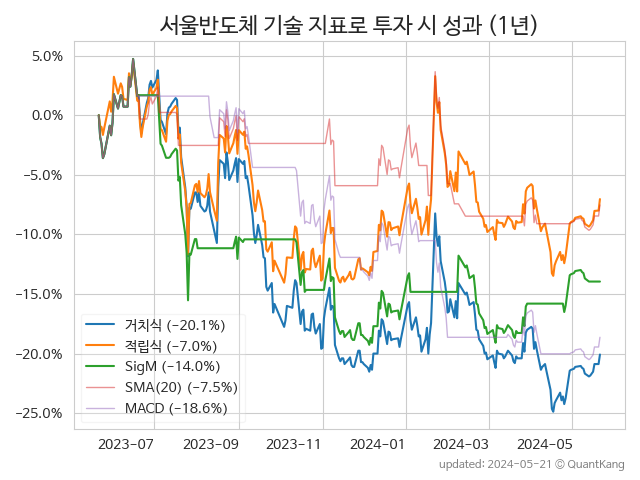 서울반도체 기술 지표로 투자 시 성과 (1년)
5.0%
0.0%
−5.0%
−10.0%
−15.0%
−20.0%
−25.0%
거치식 (−20.1%)
적립식 (−7.0%)
SigM (−14.0%)
SMA(20) (−7.5%)
MACD (−18.6%)
2023-07 2023-09 2023-11 2024-01 2024-03 2024-05
updated: 2024-05-21 © QuantKang